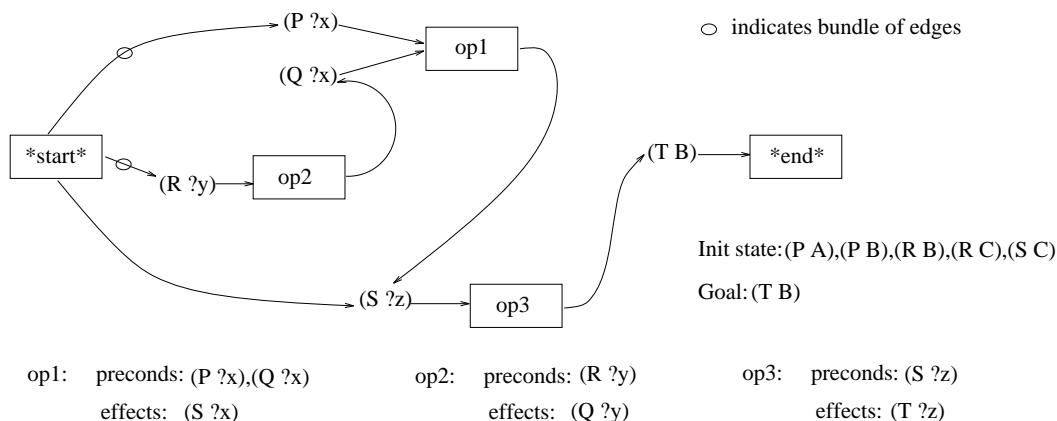 (P ?x)
op1
indicates bundle of edges
(Q ?x)
*start*
(R ?y)
op2
(T B)
*end*
Init state: (P A),(P B),(R B),(R C),(S C)
Goal: (T B)
(S ?z)
op3
op1: preconds: (P ?x),(Q ?x)
effects: (S ?x)
op2: preconds: (R ?y)
effects: (Q ?y)
op3: preconds: (S ?z)
effects: (T ?z)